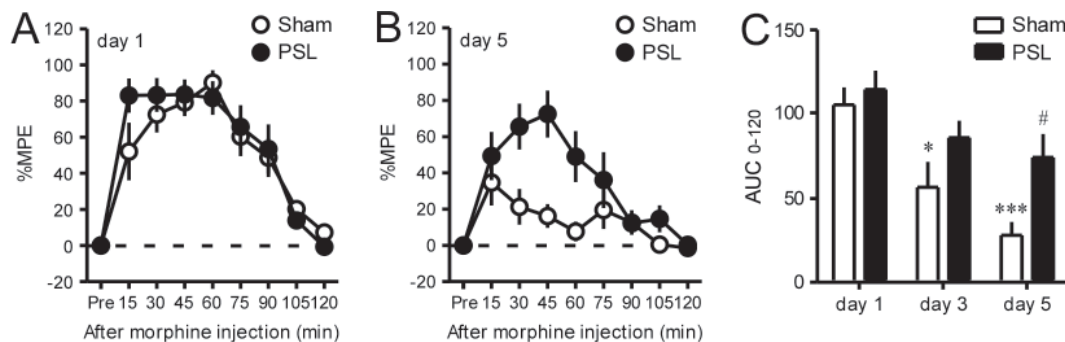 A
120
100
80
60
40
20
0
-20
%MPE
day 1
Sham
PSL
Pre 15 30 45 60 75 90 105 120
After morphine injection (min)
B
120
100
80
60
40
20
0
-20
%MPE
day 5
Sham
PSL
Pre 15 30 45 60 75 90 105 120
After morphine injection (min)
C
Sham
PSL
150
100
50
0
AUC 0-120
*
***
#
day 1 day 3 day 5